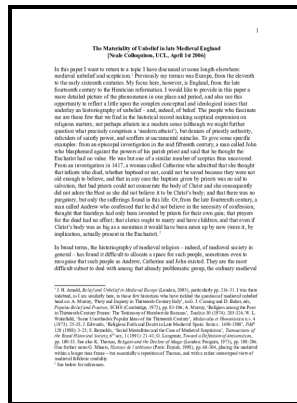 1
The Materiality of Unbelief in late Medieval England
[Neale Colloquium, UCL, April 1st 2006]
In this paper I want to return to a topic I have discussed at some length elsewhere:
medieval unbelief and scepticism.¹ Previously my terrain was Europe, from the eleventh
to the early sixteenth centuries. My focus here, however, is England, from the late
fourteenth century to the Henrician reformation. I would like to provide in this paper a
more detailed picture of the phenomenon in one place and period, and also use this
opportunity to reflect a little upon the complex conceptual and ideological issues that
underlay an historiography of unbelief - and indeed, of belief. The people who fascinate
me are those few that we find in the historical record making sceptical expression on
religious matters; not perhaps atheists in a modern sense (although we might further
question what precisely comprises a 'modern atheist'), but deniers of priestly authority,
ridiculers of saintly power, and scoffers at sacramental miracles. To give some specific
examples: from an episcopal investigation in the mid fifteenth century, a man called John
who blasphemed against the powers of his parish priest and said that he thought the
Eucharist had no value. He was but one of a similar number of sceptics thus uncovered.
From an investigation in 1417, a woman called Catherine who admitted that she thought
that infants who died, whether baptised or not, could not be saved because they were not
old enough to believe, and that in any case the baptism given by priests was no aid to
salvation; that bad priests could not consecrate the body of Christ and she consequently
did not adore the Host as she did not believe it to be Christ's body; and that there was no
purgatory, but only the sufferings found in this life. Or, from the late fourteenth century, a
man called Andrew who confessed that he did not believe in the necessity of confession;
thought that feastdays had only been invented by priests for their own gain; that prayers
for the dead had no effect; that clerics ought to marry and have children; and that even if
Christ's body was as big as a mountain it would have been eaten up by now (were it, by
implication, actually present in the Eucharist).²
In broad terms, the historiography of medieval religion - indeed, of medieval society in
general - has found it difficult to allocate a space for such people, sometimes even to
recognise that such people as Andrew, Catherine and John existed. They are the most
difficult subset to deal with among that already problematic group, the ordinary medieval